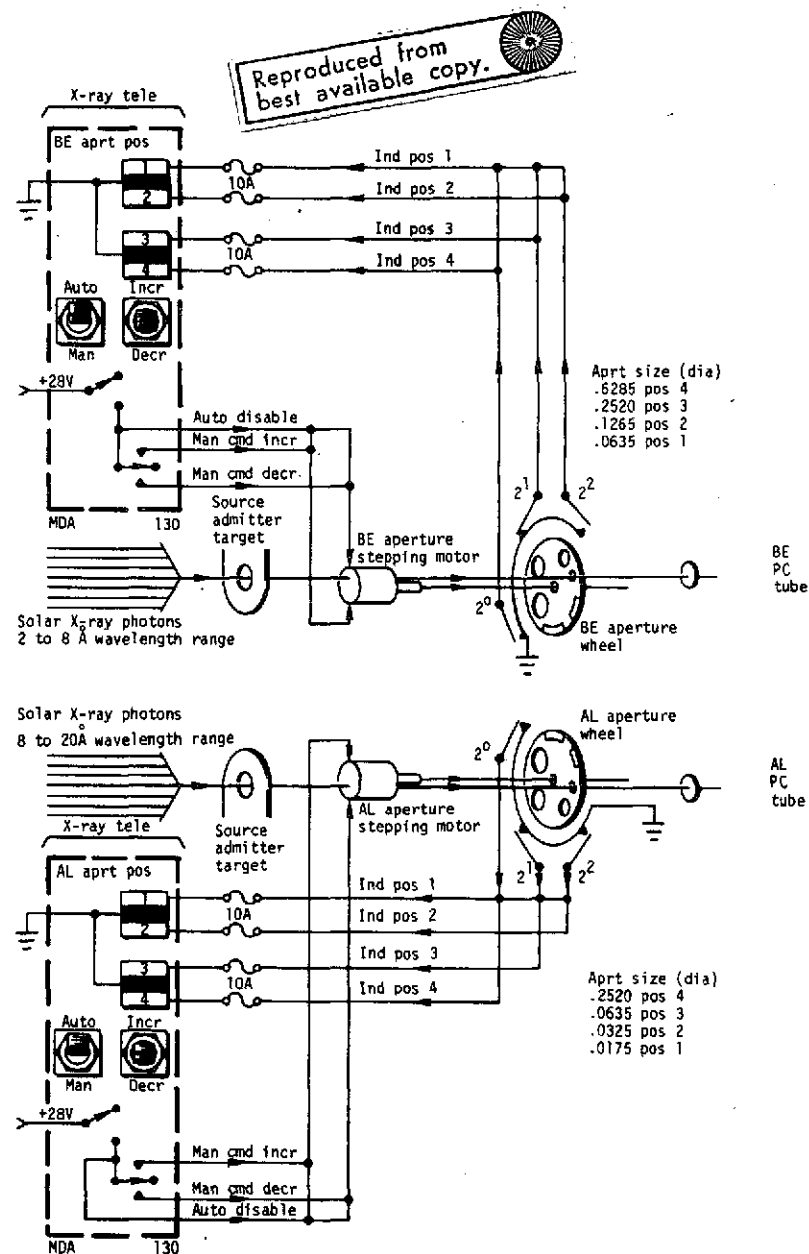 Reproduced from
best available copy.
X-ray tele
BE aprt pos
1
2
10A
3
4
10A
Ind pos 1
Ind pos 2
Ind pos 3
Ind pos 4
Auto
Man
Incr
Decr
+28V
Auto disable
Man cmd incr
Man cmd decr
MDA
130
Aprt size (dia)
.6285 pos 4
.2520 pos 3
.1265 pos 2
.0635 pos 1
Source
admitter
target
BE aperture
stepping motor
2⁰
2¹
2²
BE aperture
wheel
BE
PC
tube
Solar X-ray photons
2 to 8 Å wavelength range
Solar X-ray photons
8 to 20Å wavelength range
Source
admitter
target
AL aperture
stepping motor
2⁰
2¹
2²
AL aperture
wheel
AL
PC
tube
X-ray tele
AL aprt pos
1
2
10A
3
4
10A
Ind pos 1
Ind pos 2
Ind pos 3
Ind pos 4
Aprt size (dia)
.2520 pos 4
.0635 pos 3
.0325 pos 2
.0175 pos 1
Auto
Man
Incr
Decr
+28V
Man cmd incr
Man cmd decr
Auto disable
MDA
130